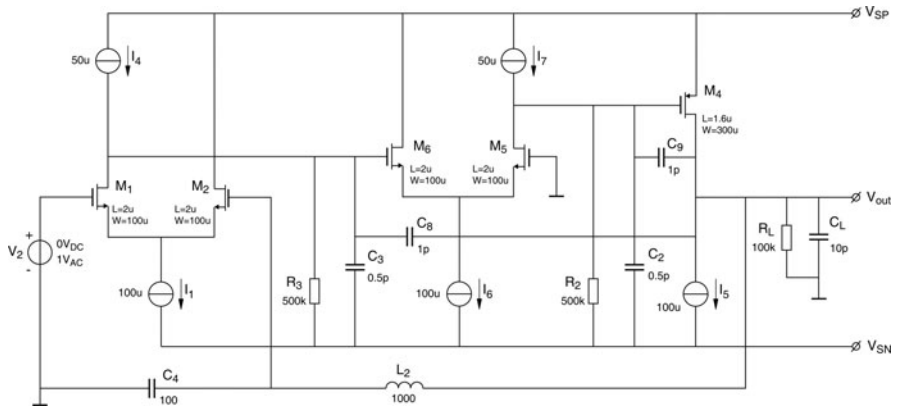 V_SP
50u
I_4
50u
I_7
M_4
L=1.6u
W=300u
M_6
L=2u
W=100u
M_5
L=2u
W=100u
C_9
1p
M_1
L=2u
W=100u
M_2
L=2u
W=100u
V_out
V_2
+
-
0V_DC
1V_AC
C_8
1p
R_L
100k
C_L
10p
100u
I_1
R_3
500k
C_3
0.5p
100u
I_6
R_2
500k
C_2
0.5p
100u
I_5
V_SN
C_4
100
L_2
1000